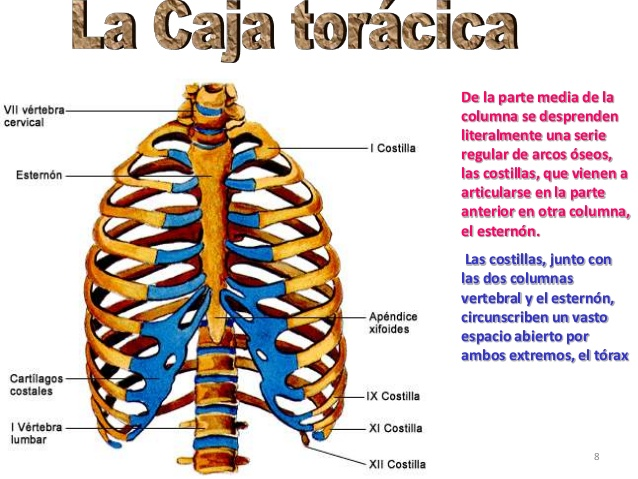 La Caja torácica
VII vértebra
cervical
Esternón
I Costilla
Apéndice
xifoides
Cartílagos
costales
IX Costilla
I Vértebra
lumbar
XI Costilla
XII Costilla
De la parte media de la
columna se desprenden
literalmente una serie
regular de arcos óseos,
las costillas, que vienen a
articularse en la parte
anterior en otra columna,
el esternón.
Las costillas, junto con
las dos columnas
vertebral y el esternón,
circunscriben un vasto
espacio abierto por
ambos extremos, el tórax
8